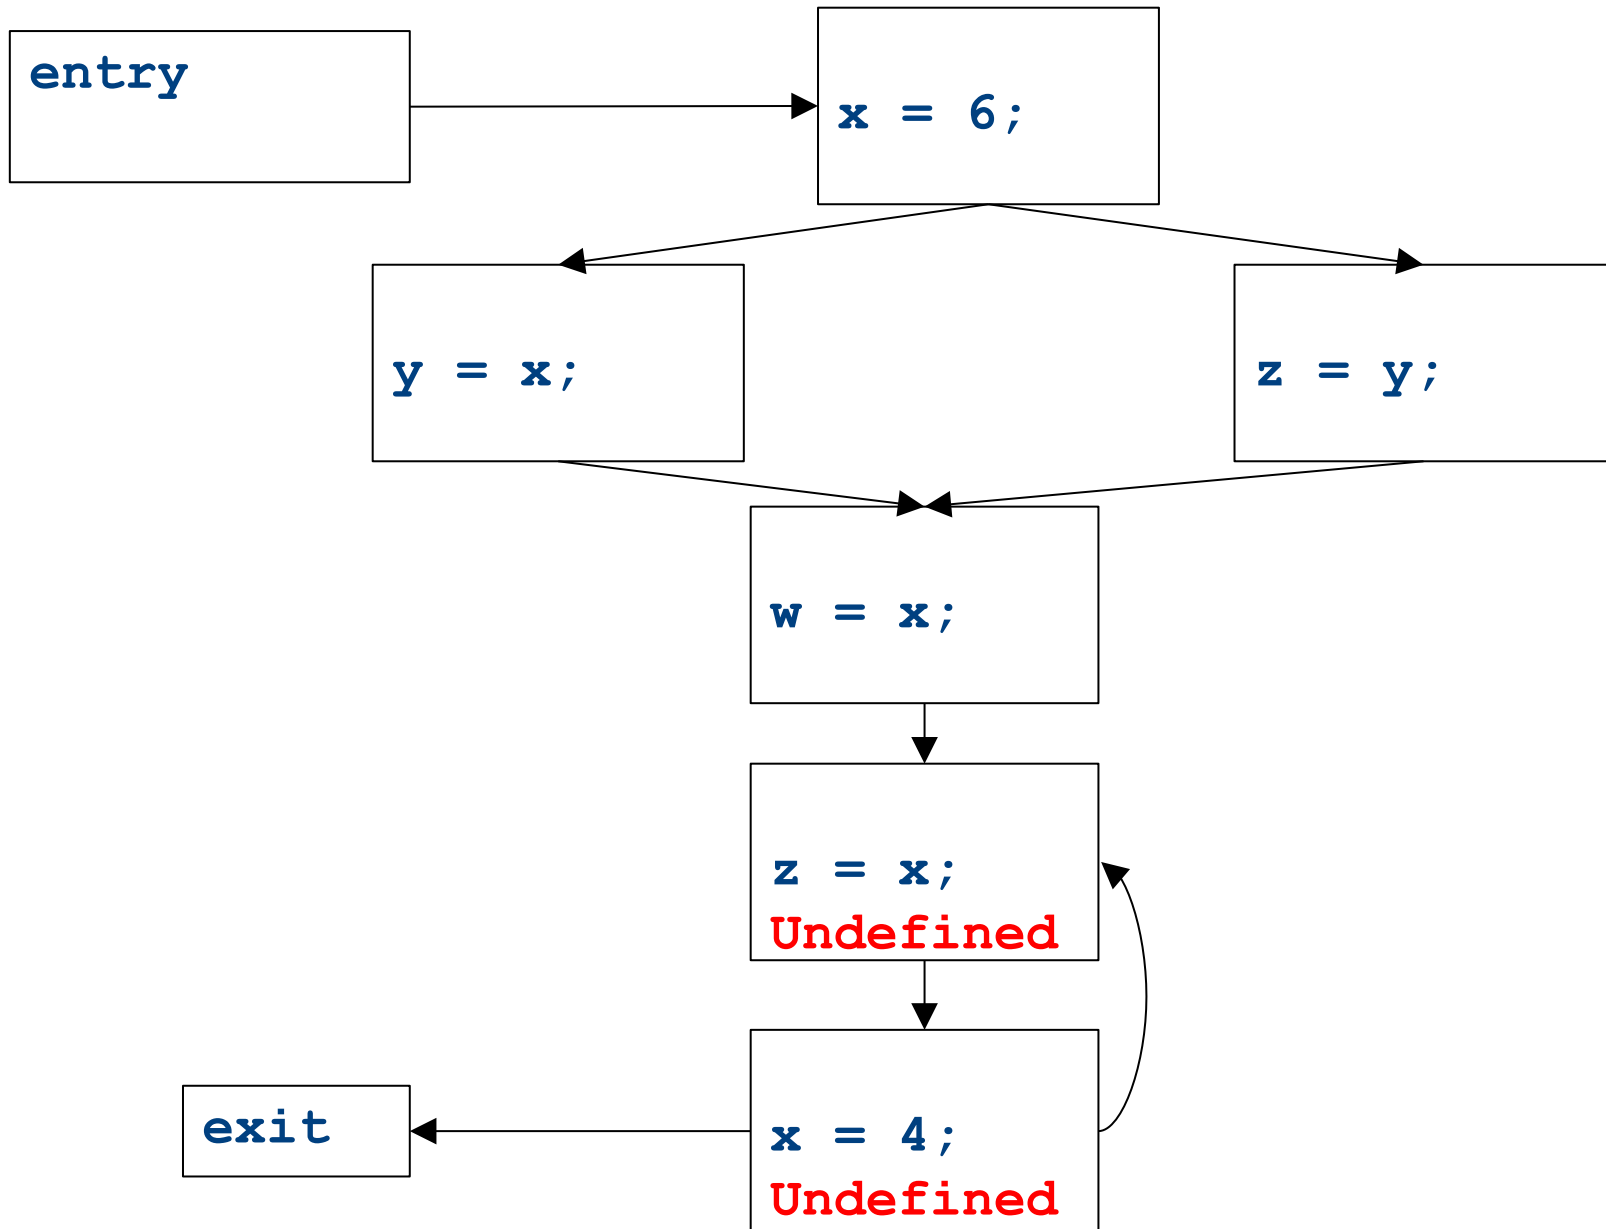 entry
x = 6;
y = x;
z = y;
w = x;
z = x;
Undefined
exit
x = 4;
Undefined